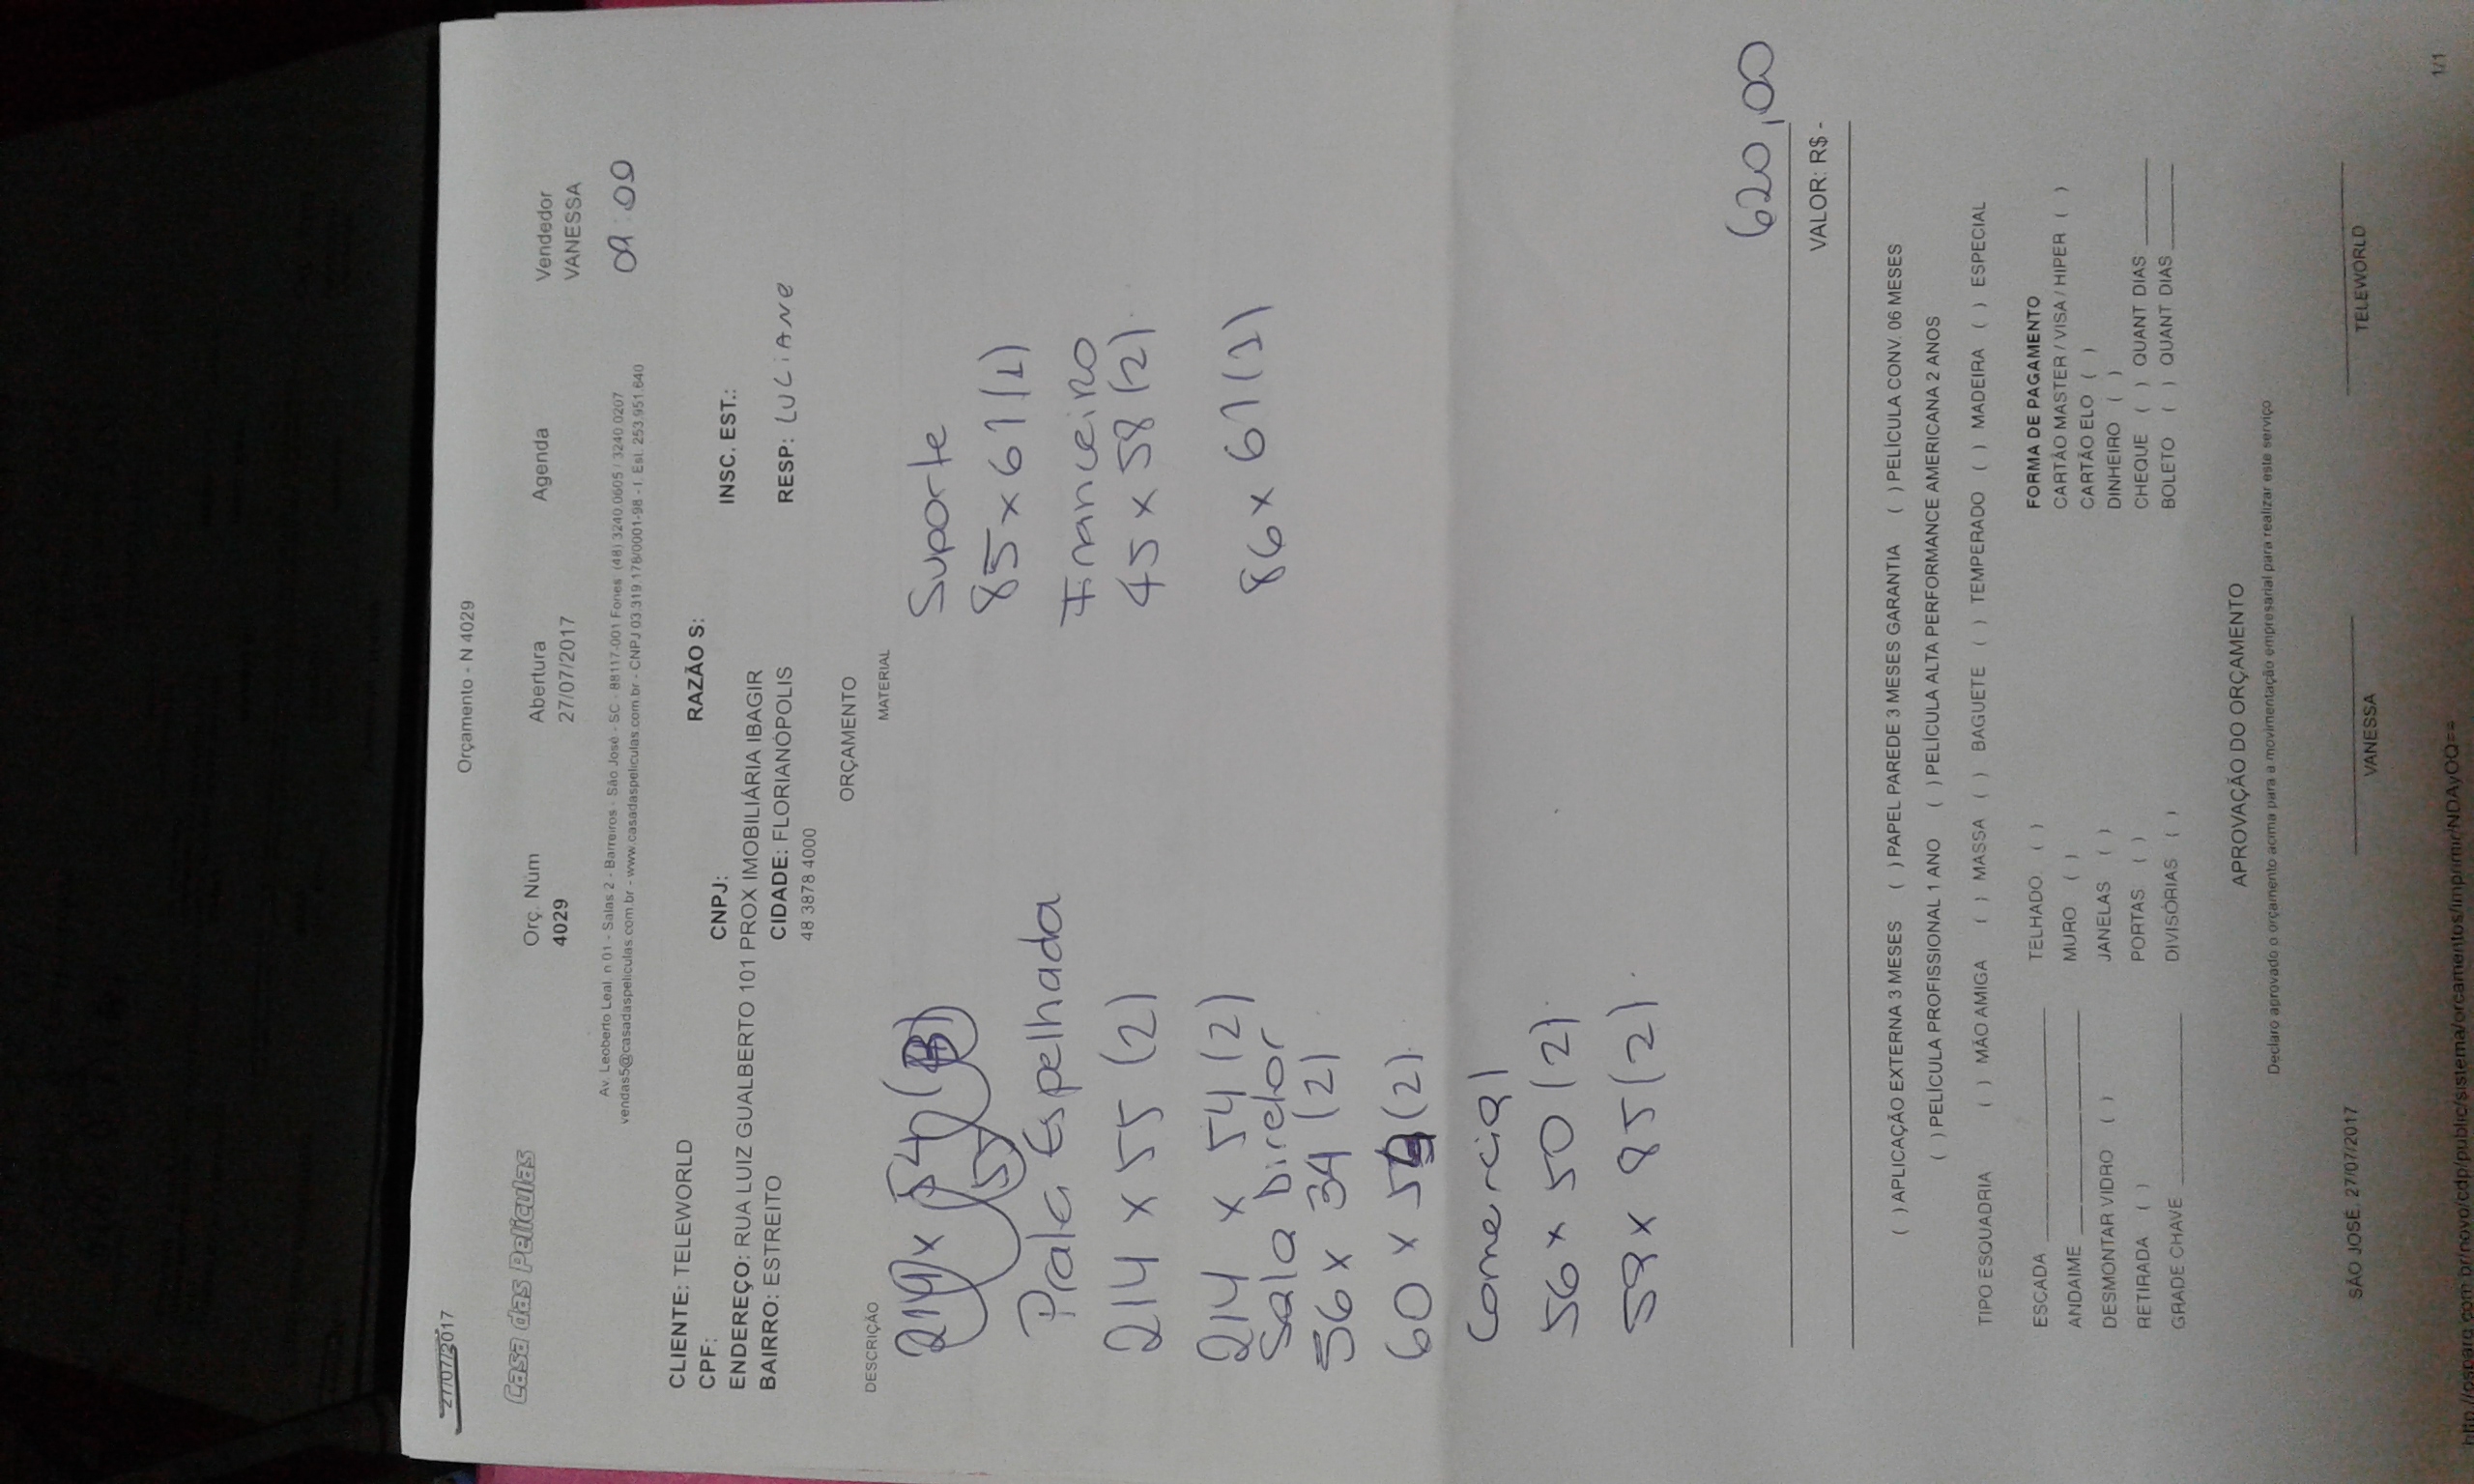 27/07/2017
Orçamento - N 4029
Casa das Películas
Orç. Núm
4029
Abertura
27/07/2017
Agenda
Vendedor
VANESSA
Av. Leoberto Leal, n 01 - Salas 2 - Barreiros - São José - SC - 88117-001 Fones (48) 3240.0605 / 3240.0207
vendas5@casadaspeliculas.com.br - www.casadaspeliculas.com.br - CNPJ 03.319.178/0001-98 - I. Est. 253.951.640
09:00
CLIENTE: TELEWORLD
RAZÃO S:
CPF:
CNPJ:
INSC. EST.:
ENDEREÇO: RUA LUIZ GUALBERTO 101 PROX IMOBILIÁRIA IBAGIR
BAIRRO: ESTREITO
CIDADE: FLORIANÓPOLIS
RESP: LUCIANE
48 3878 4000
ORÇAMENTO
DESCRIÇÃO
MATERIAL
214 x 54
Prata Espelhada
214 x 55 (2)
214 x 54 (2)
Sala Diretor
56 x 34 (2)
60 x (2).
Comercial
56 x 50 (2).
59 x 85 (2).
Suporte
85 x 61 (1)
Financeiro
45 x 58 (2).
86 x 61 (1)
620,00
VALOR: R$ -
( ) APLICAÇÃO EXTERNA 3 MESES ( ) PAPEL PAREDE 3 MESES GARANTIA ( ) PELÍCULA CONV. 06 MESES
( ) PELÍCULA PROFISSIONAL 1 ANO ( ) PELÍCULA ALTA PERFORMANCE AMERICANA 2 ANOS
TIPO ESQUADRIA ( ) MÃO AMIGA ( ) MASSA ( ) BAGUETE ( ) TEMPERADO ( ) MADEIRA ( ) ESPECIAL
ESCADA
ANDAIME
DESMONTAR VIDRO ( )
RETIRADA ( )
GRADE CHAVE
TELHADO ( )
MURO ( )
JANELAS ( )
PORTAS ( )
DIVISÓRIAS ( )
FORMA DE PAGAMENTO
CARTÃO MASTER / VISA / HIPER ( )
CARTÃO ELO ( )
DINHEIRO ( )
CHEQUE ( ) QUANT DIAS
BOLETO ( ) QUANT DIAS
APROVAÇÃO DO ORÇAMENTO
Declaro aprovado o orçamento acima para a movimentação empresarial para realizar este serviço
SÃO JOSÉ, 27/07/2017
VANESSA
TELEWORLD
1/1